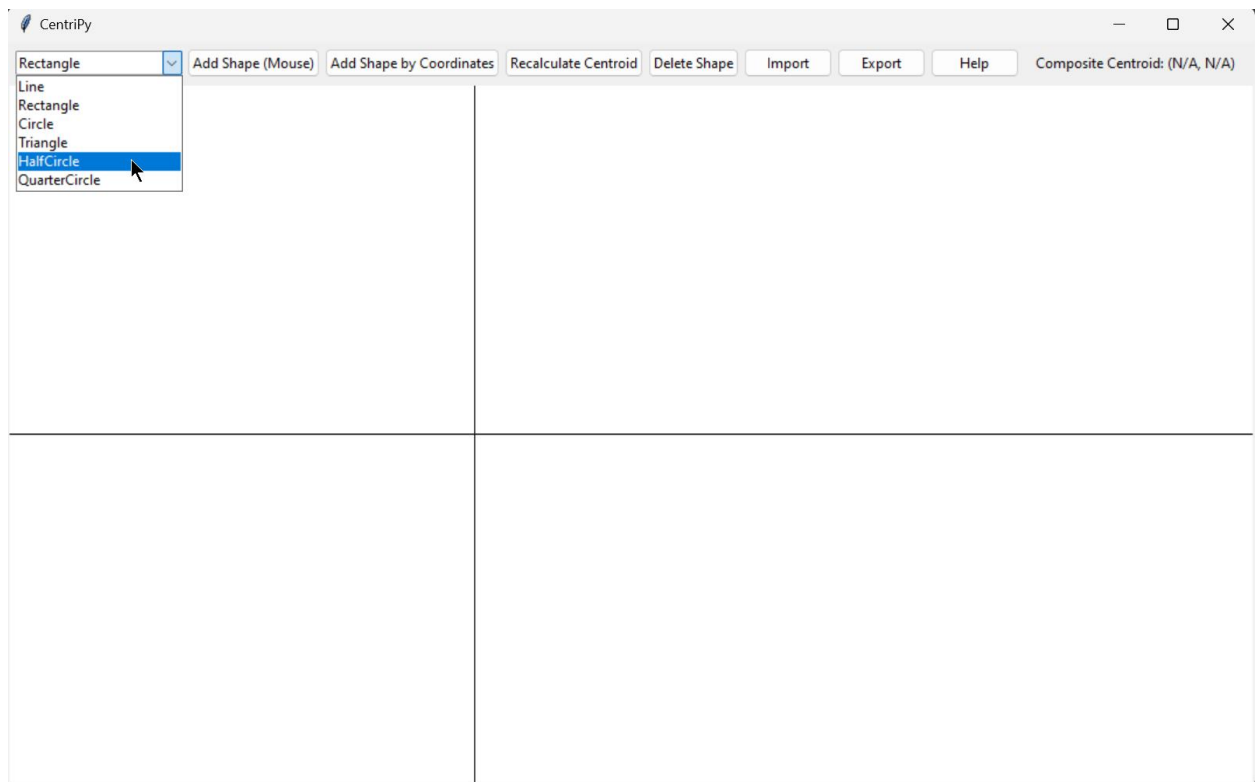 CentriPy
Rectangle Add Shape (Mouse) Add Shape by Coordinates Recalculate Centroid Delete Shape Import Export Help Composite Centroid: (N/A, N/A)
Line
Rectangle
Circle
Triangle
HalfCircle
QuarterCircle